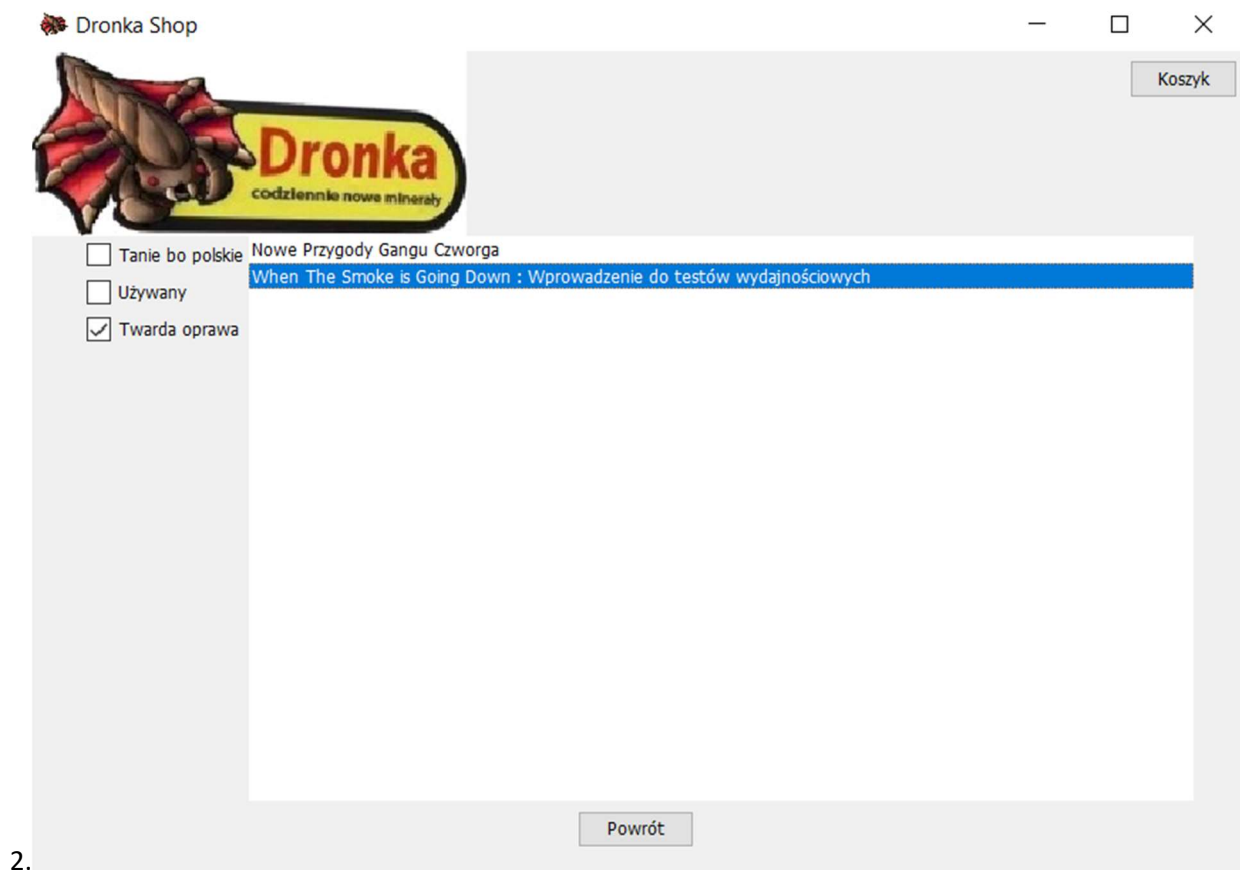 Dronka Shop
Koszyk
Dronka
codziennie nowe minerały
Tanie bo polskie
Używany
Twarda oprawa
Nowe Przygody Gangu Czworga
When The Smoke is Going Down : Wprowadzenie do testów wydajnościowych
Powrót
2.